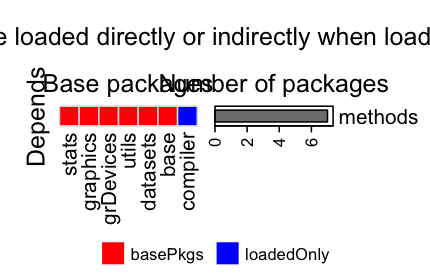 e loaded directly or indirectly when load
Base packages
Number of packages
Depends
methods
stats
graphics
grDevices
utils
datasets
base
compiler
0
2
4
6
basePkgs
loadedOnly